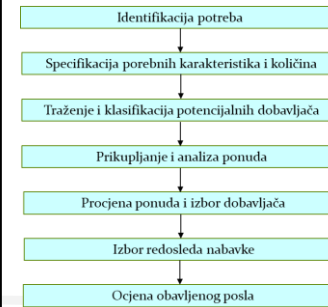 Identifikacija potreba
Specifikacija porebnih karakteristika i količina
Traženje i klasifikacija potencijalnih dobavljača
Prikupljanje i analiza ponuda
Procjena ponuda i izbor dobavljača
Izbor redosleda nabavke
Ocjena obavljenog posla